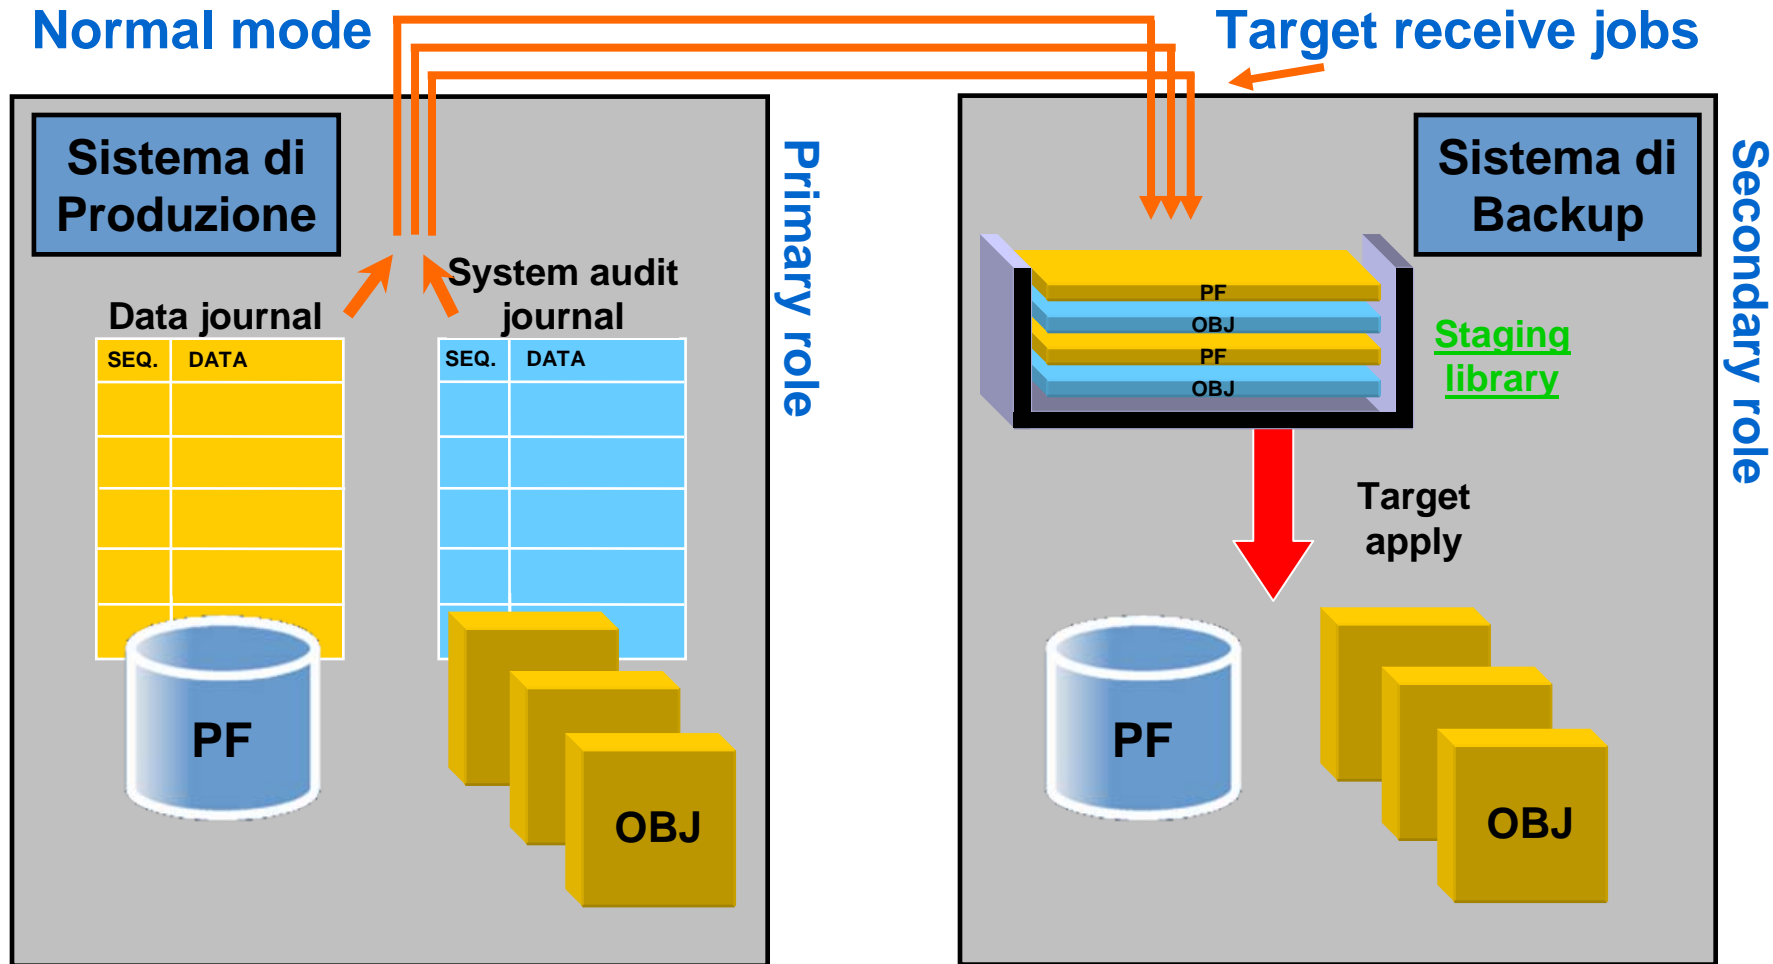 Normal mode
Target receive jobs
Sistema di
Produzione
Primary role
System audit
journal
Data journal
SEQ. DATA
SEQ. DATA
PF
OBJ
Sistema di
Backup
Secondary role
PF
OBJ
PF
OBJ
Staging
library
Target
apply
PF
OBJ